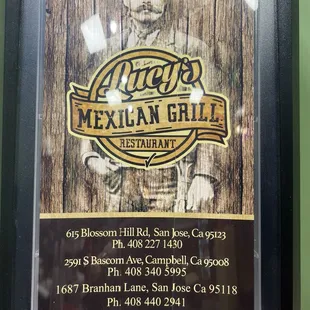 Lucy's
MEXICAN GRILL
RESTAURANT
615 Blossom Hill Rd, San Jose, Ca 95123
Ph. 408 227 1430
2591 S Bascom Ave, Campbell, Ca 95008
Ph. 408 340 5995
1687 Branhan Lane, San Jose Ca 95118
Ph. 408 440 2941